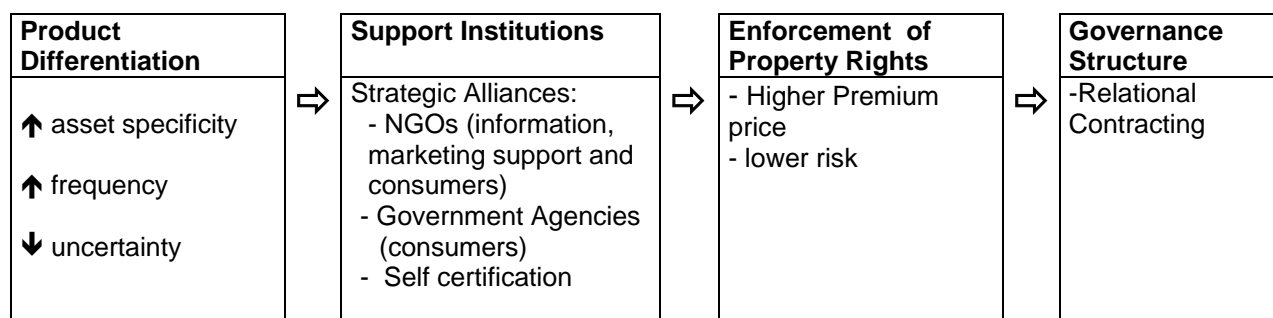 Product
Differentiation
↑ asset specificity
↑ frequency
↓ uncertainty
Support Institutions
Strategic Alliances:
- NGOs (information,
marketing support and
consumers)
- Government Agencies
(consumers)
- Self certification
Enforcement of
Property Rights
- Higher Premium
price
- lower risk
Governance
Structure
-Relational
Contracting